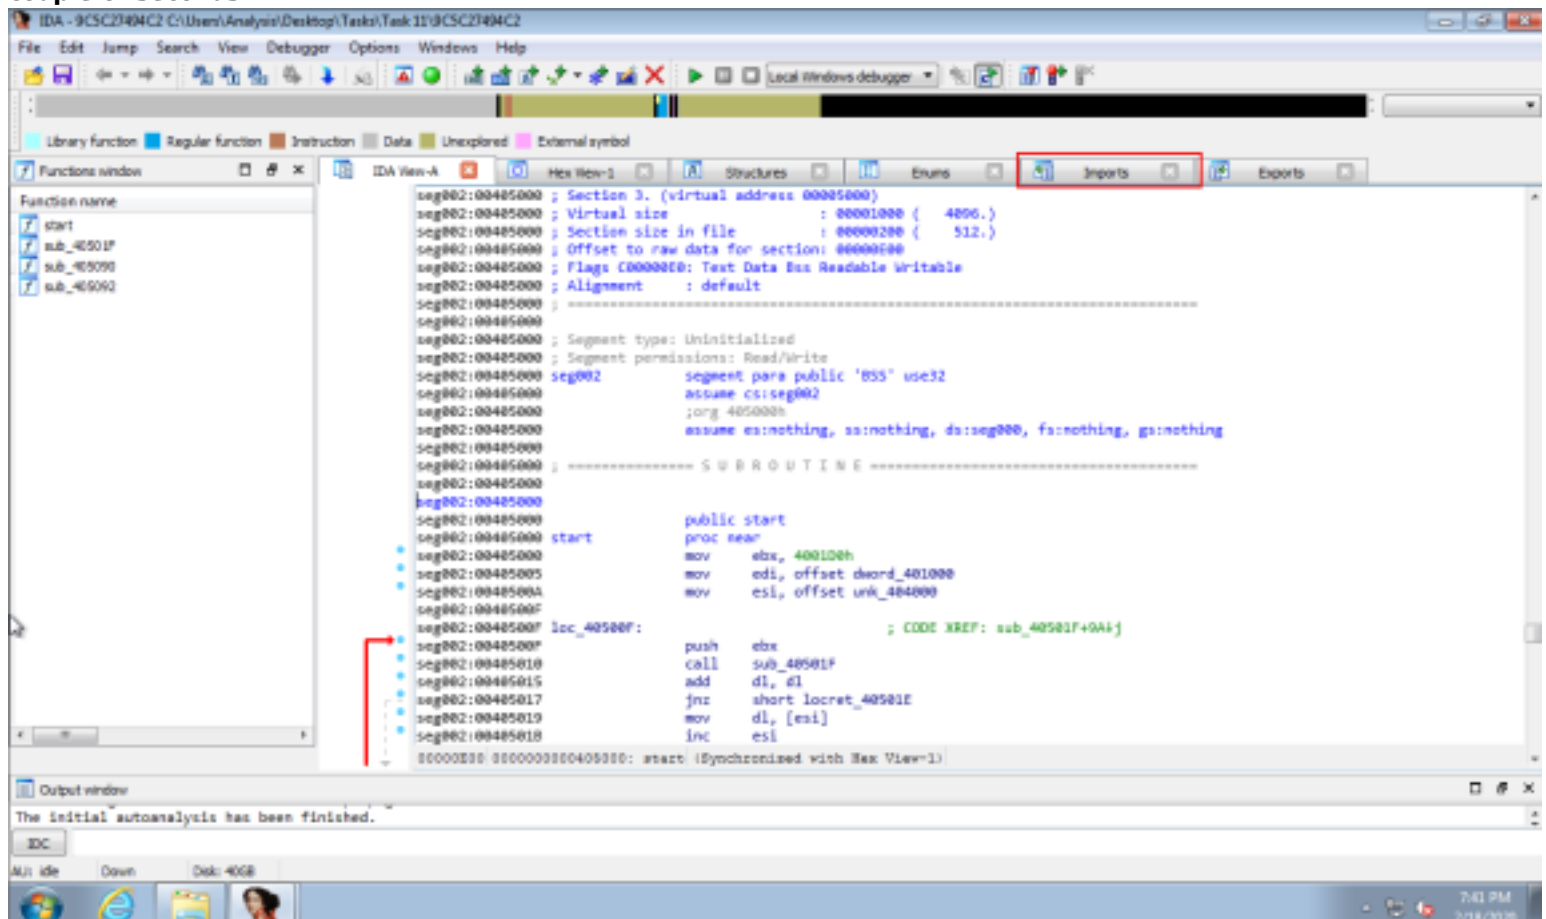 IDA - 9C5C27494C2 C:\Users\Analysis\Desktop\Tasks\Task 11\9C5C27494C2
File Edit Jump Search View Debugger Options Windows Help
Local Windows debugger
Library function Regular function Instruction Data Unexplored External symbol
Functions window IDA View-A Hex View-1 Structures Enums Imports Exports
Function name
start
sub_40501F
sub_405090
sub_405092
seg002:00405000 ; Section 3. (virtual address 00005000)
seg002:00405000 ; Virtual size : 00001000 ( 4096.)
seg002:00405000 ; Section size in file : 00000200 ( 512.)
seg002:00405000 ; Offset to raw data for section: 00000E00
seg002:00405000 ; Flags C00000E0: Text Data Bss Readable Writable
seg002:00405000 ; Alignment : default
seg002:00405000 ; ===========================================================================
seg002:00405000
seg002:00405000 ; Segment type: Uninitialized
seg002:00405000 ; Segment permissions: Read/Write
seg002:00405000 seg002 segment para public 'BSS' use32
seg002:00405000 assume cs:seg002
seg002:00405000 ;org 405000h
seg002:00405000 assume es:nothing, ss:nothing, ds:seg000, fs:nothing, gs:nothing
seg002:00405000
seg002:00405000 ; =============== S U B R O U T I N E =======================================
seg002:00405000
seg002:00405000
seg002:00405000 public start
seg002:00405000 start proc near
seg002:00405000 mov ebx, 4001D0h
seg002:00405005 mov edi, offset dword_401000
seg002:0040500A mov esi, offset unk_404000
seg002:0040500F
seg002:0040500F loc_40500F: ; CODE XREF: sub_40501F+9A↓j
seg002:0040500F push ebx
seg002:00405010 call sub_40501F
seg002:00405015 add dl, dl
seg002:00405017 jnz short locret_40501E
seg002:00405019 mov dl, [esi]
seg002:0040501B inc esi
00000E00 0000000000405000: start (Synchronized with Hex View-1)
Output window
The initial autoanalysis has been finished.
IDC
AU: idle Down Disk: 40GB
7:41 PM